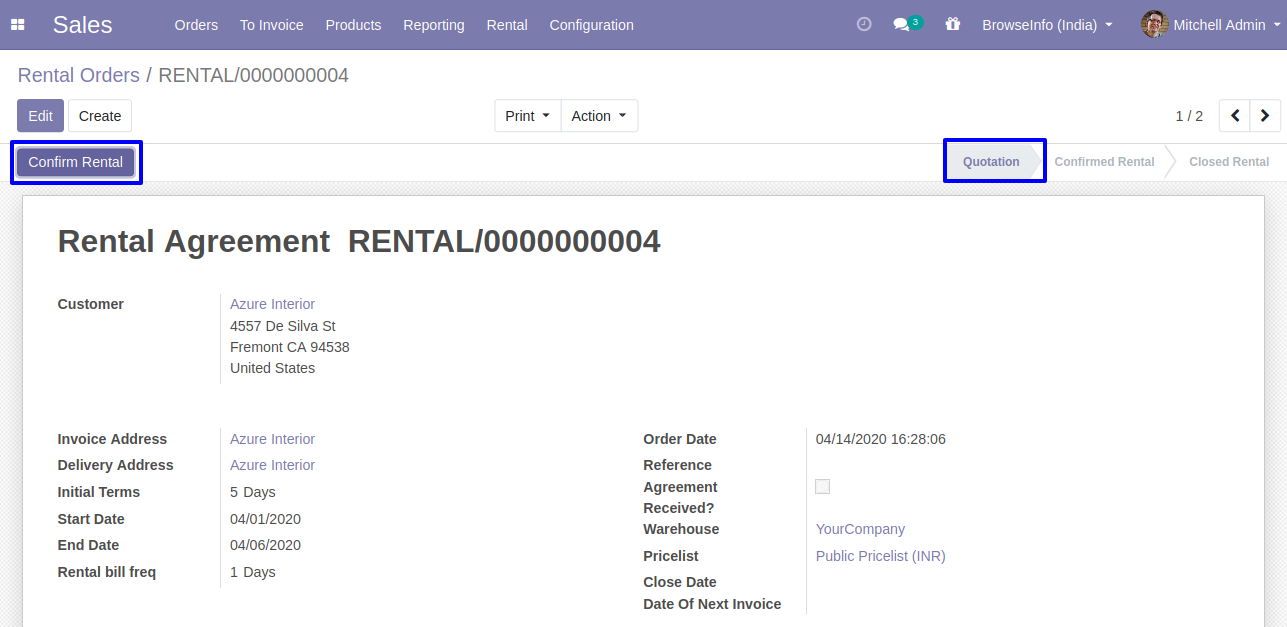 Sales Orders To Invoice Products Reporting Rental Configuration 3 BrowseInfo (India) Mitchell Admin
Rental Orders / RENTAL/0000000004
Edit Create Print Action 1 / 2
Confirm Rental Quotation Confirmed Rental Closed Rental
Rental Agreement RENTAL/0000000004
Customer Azure Interior
4557 De Silva St
Fremont CA 94538
United States
Invoice Address Azure Interior
Delivery Address Azure Interior
Initial Terms 5 Days
Start Date 04/01/2020
End Date 04/06/2020
Rental bill freq 1 Days
Order Date 04/14/2020 16:28:06
Reference
Agreement
Received?
Warehouse YourCompany
Pricelist Public Pricelist (INR)
Close Date
Date Of Next Invoice